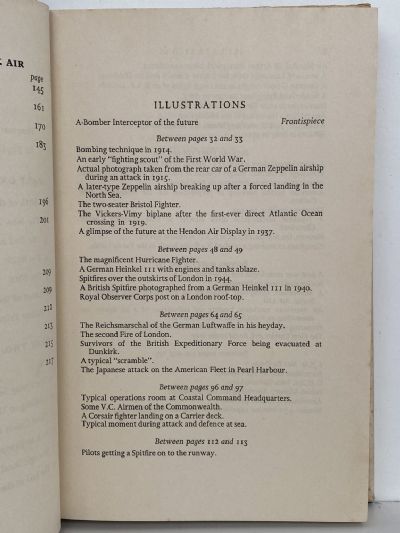 AIR
page
145
161
170
183
196
201
209
209
212
213
215
217
ILLUSTRATIONS
A-Bomber Interceptor of the future Frontispiece
Between pages 32 and 33
Bombing technique in 1914.
An early "fighting scout" of the First World War.
Actual photograph taken from the rear car of a German Zeppelin airship
during an attack in 1915.
A later-type Zeppelin airship breaking up after a forced landing in the
North Sea.
The two-seater Bristol Fighter.
The Vickers-Vimy biplane after the first-ever direct Atlantic Ocean
crossing in 1919.
A glimpse of the future at the Hendon Air Display in 1937.
Between pages 48 and 49
The magnificent Hurricane Fighter.
A German Heinkel 111 with engines and tanks ablaze.
Spitfires over the outskirts of London in 1944.
A British Spitfire photographed from a German Heinkel 111 in 1940.
Royal Observer Corps post on a London roof-top.
Between pages 64 and 65
The Reichsmarschal of the German Luftwaffe in his heyday.
The second Fire of London.
Survivors of the British Expeditionary Force being evacuated at
Dunkirk.
A typical "scramble".
The Japanese attack on the American Fleet in Pearl Harbour.
Between pages 96 and 97
Typical operations room at Coastal Command Headquarters.
Some V.C. Airmen of the Commonwealth.
A Corsair fighter landing on a Carrier deck.
Typical moment during attack and defence at sea.
Between pages 112 and 113
Pilots getting a Spitfire on to the runway.